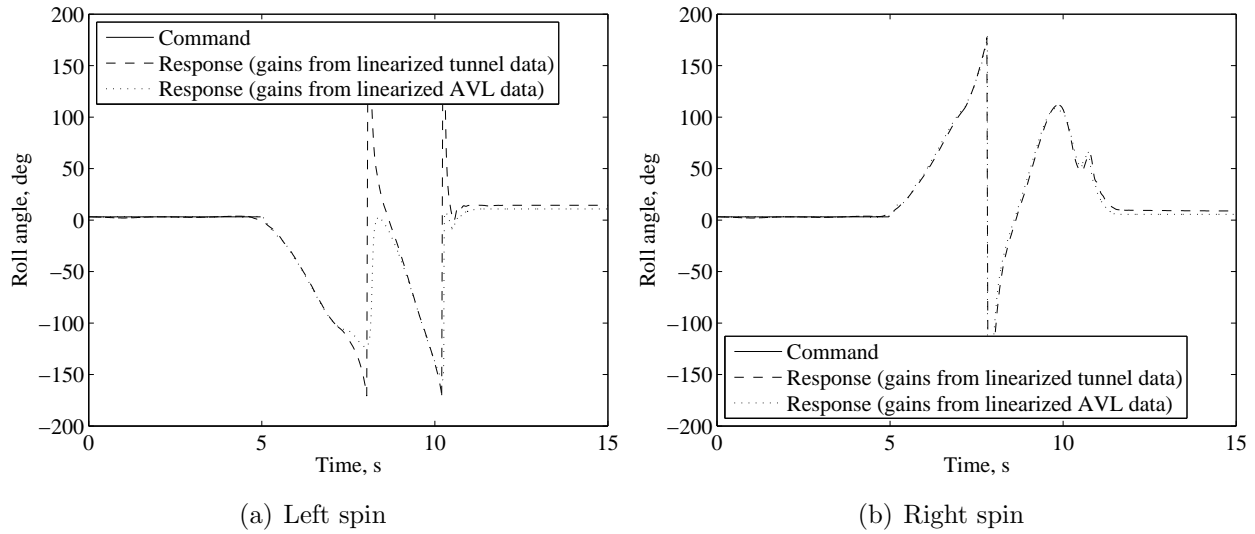 200
150
100
50
0
−50
−100
−150
−200
Roll angle, deg
Command
Response (gains from linearized tunnel data)
Response (gains from linearized AVL data)
0
5
10
15
Time, s
(a) Left spin
200
150
100
50
0
−50
−100
−150
−200
Roll angle, deg
Command
Response (gains from linearized tunnel data)
Response (gains from linearized AVL data)
0
5
10
15
Time, s
(b) Right spin